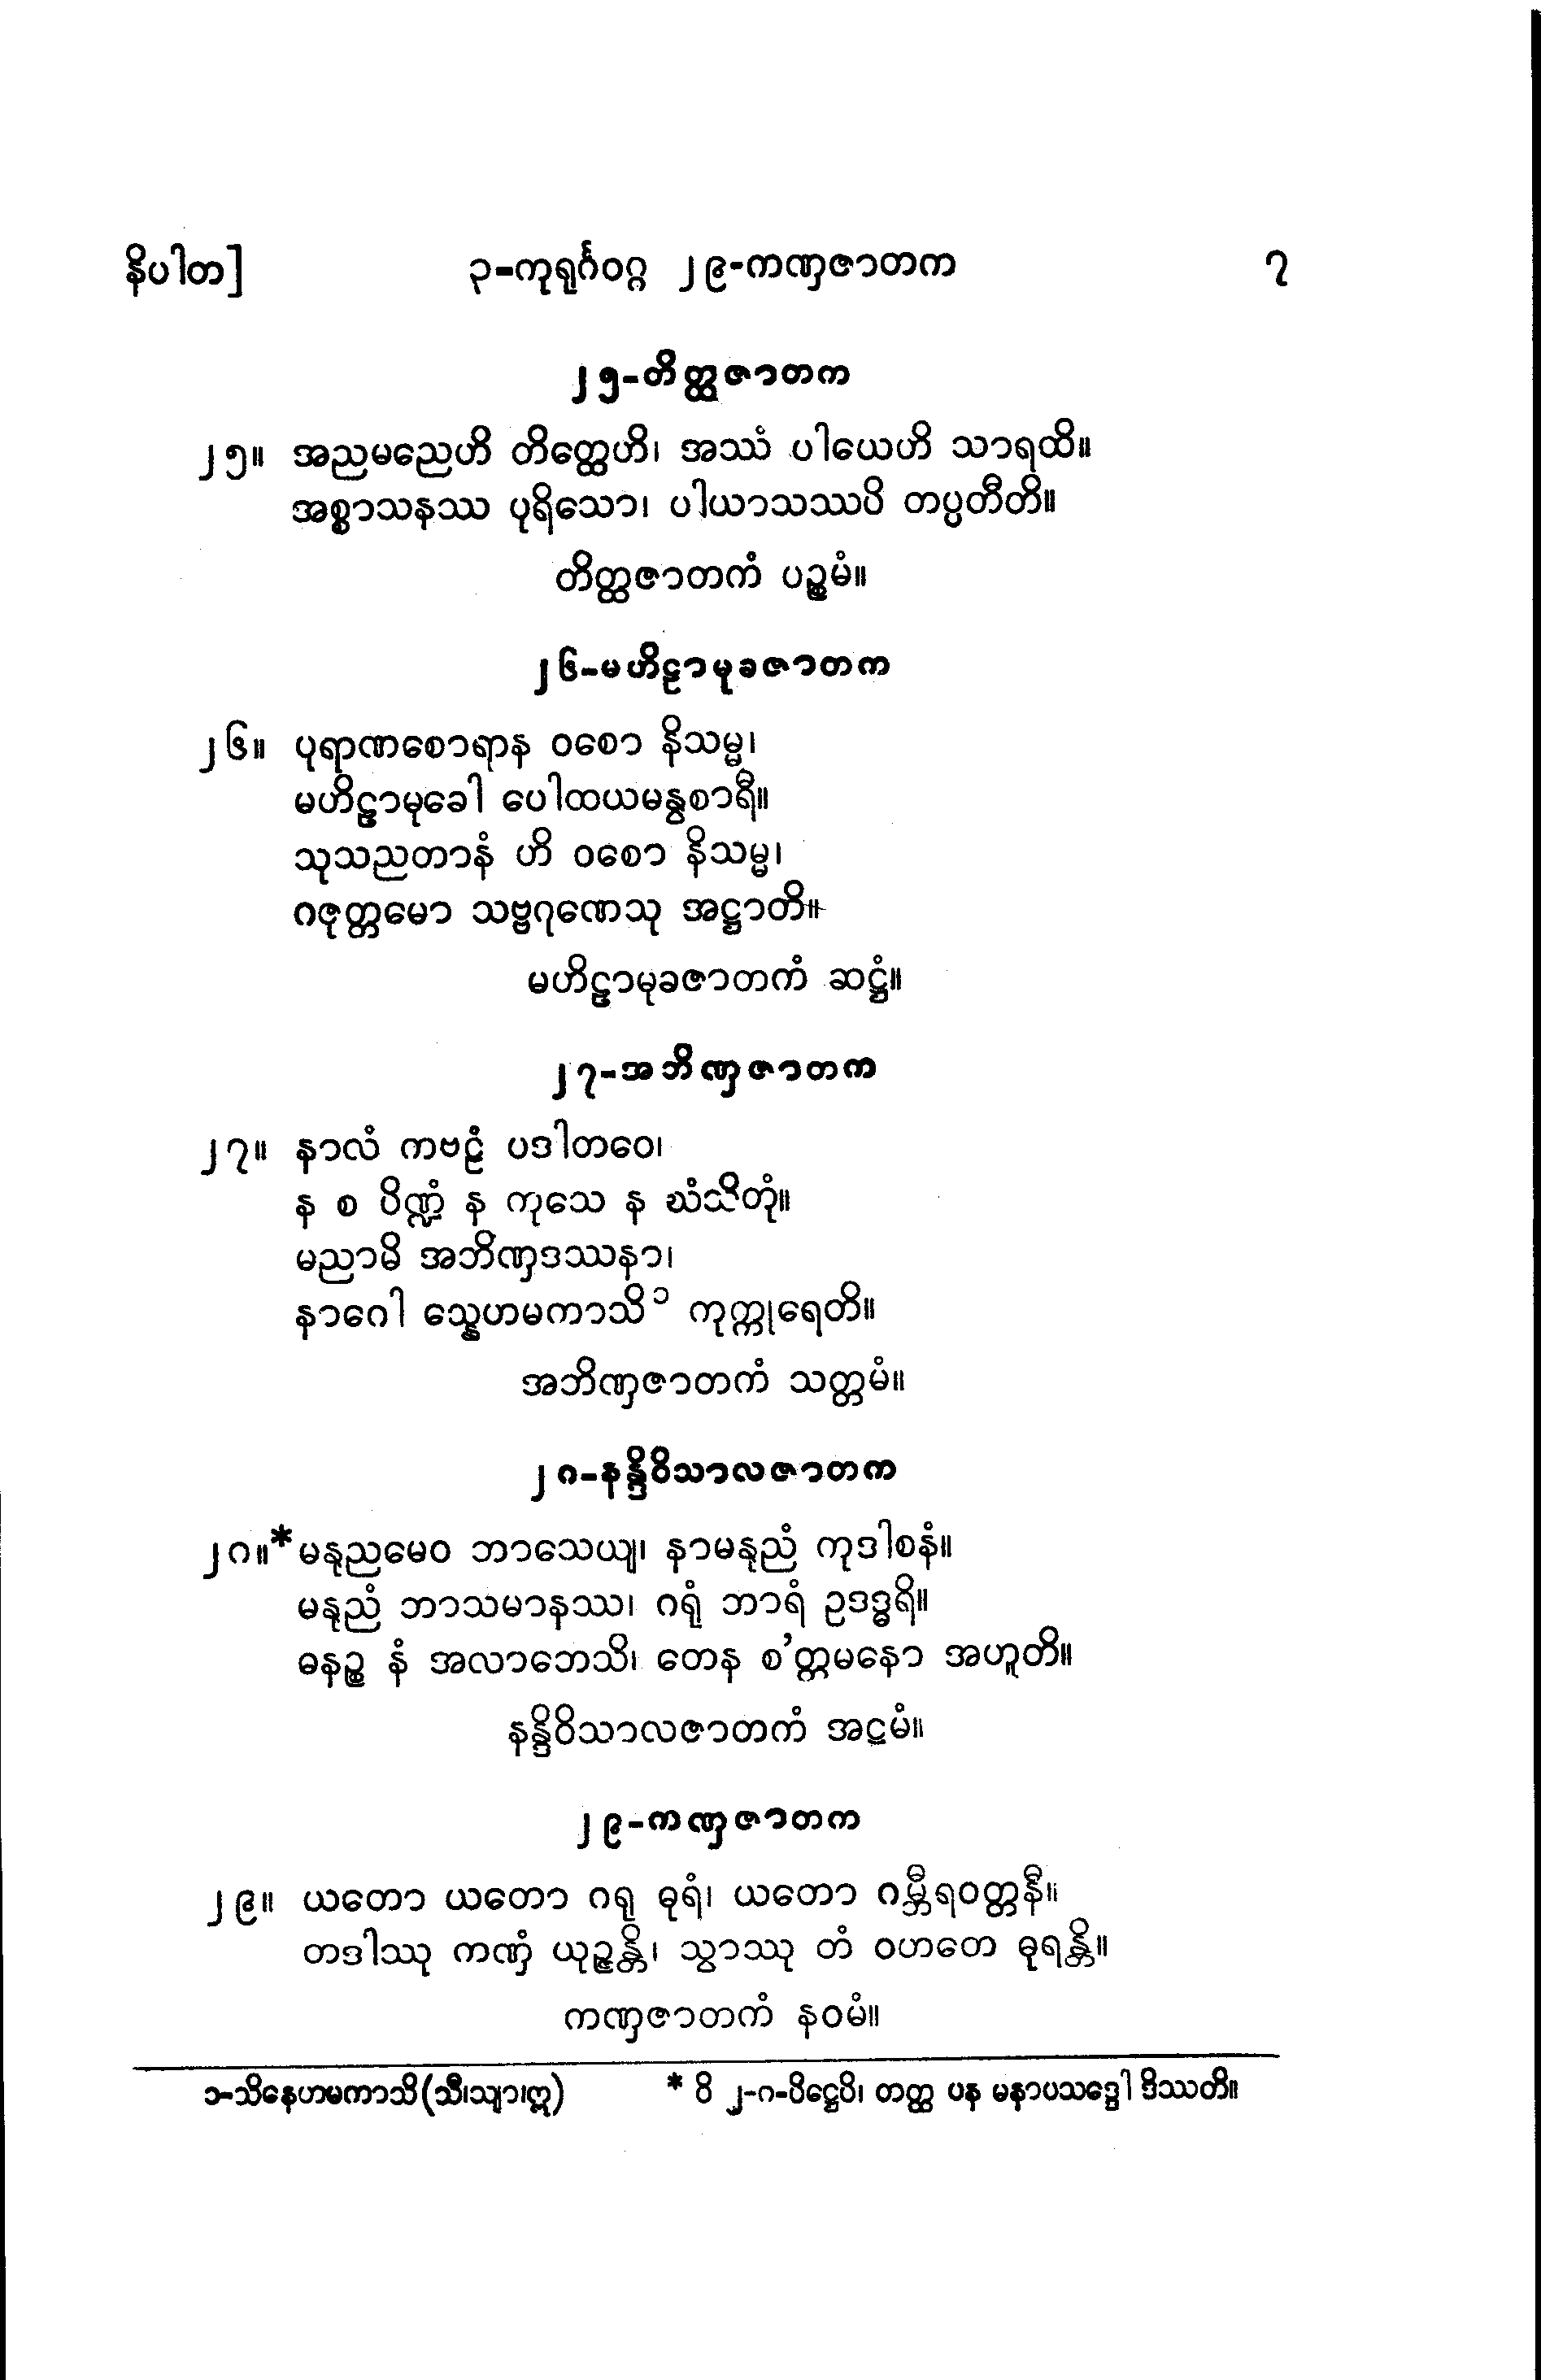 နိပါတ]	၃-ကုရုင်္ဂဝဂ္ဂ ၂၉-ကဏှဇာတက	၇
၂၅-တိတ္ထဇာတက
၂၅။ အညမညေဟိ တိတ္ထေဟိ၊ အဿံ ပါယေဟိ သာရထိ။
အစ္စာသနဿ ပုရိသော၊ ပါယာသဿပိ တပ္ပတီတိ။
တိတ္ထဇာတကံ ပဉ္စမံ။
၂၆-မဟိဠာမုခဇာတက
၂၆။ ပုရာဏစောရာန ဝစော နိသမ္မ၊
မဟိဠာမုခေါ ပေါထယမန္နွစာရီ။
သုသညတာနံ ဟိ ဝစော နိသမ္မ၊
ဂဇုတ္တမော သဗ္ဗဂုဏေသု အဋ္ဌာတိ။
မဟိဠာမုခဇာတကံ ဆဋ္ဌံ။
၂၇-အဘိဏှဇာတက
၂၇။ နာလံ ကဗဠံ ပဒါတဝေ၊
န စ ပိဏ္ဍံ န ကုသေ န ဃံသိတုံ။
မညာမိ အဘိဏှဒဿနာ၊
နာဂေါ သ္နေဟမကာသိ ၁ ကုက္ကုရေတိ။
အဘိဏှဇာတကံ သတ္တမံ။
၂၈-နန္ဒိဝိသာလဇာတက
၂၈။* မနုညမေဝ ဘာသေယျ၊ နာမနုညံ ကုဒါစနံ။
မနုညံ ဘာသမာနဿ၊ ဂရုံ ဘာရံ ဥဒဒ္ဓရိ။
ဓနဉ္စ နံ အလာဘေသိ၊ တေန စ’တ္တမနော အဟူတိ။
နန္ဒိဝိသာလဇာတကံ အဋ္ဌမံ။
၂၉-ကဏှဇာတက
၂၉။ ယတော ယတော ဂရု ဓုရံ၊ ယတော ဂမ္ဘီရဝတ္တနီ။
တဒါဿု ကဏှံ ယုဉ္ဇန္တိ၊ သွာဿု တံ ဝဟတေ ဓုရန္တိ။
ကဏှဇာတကံ နဝမံ။
၁-သိနေဟမကာသိ (သီ၊သျာ၊ဣ)	* ဝိ ၂-၈-ပိဋ္ဌေပိ၊ တတ္ထ ပန မနာပသဒ္ဒေါ ဒိဿတိ။